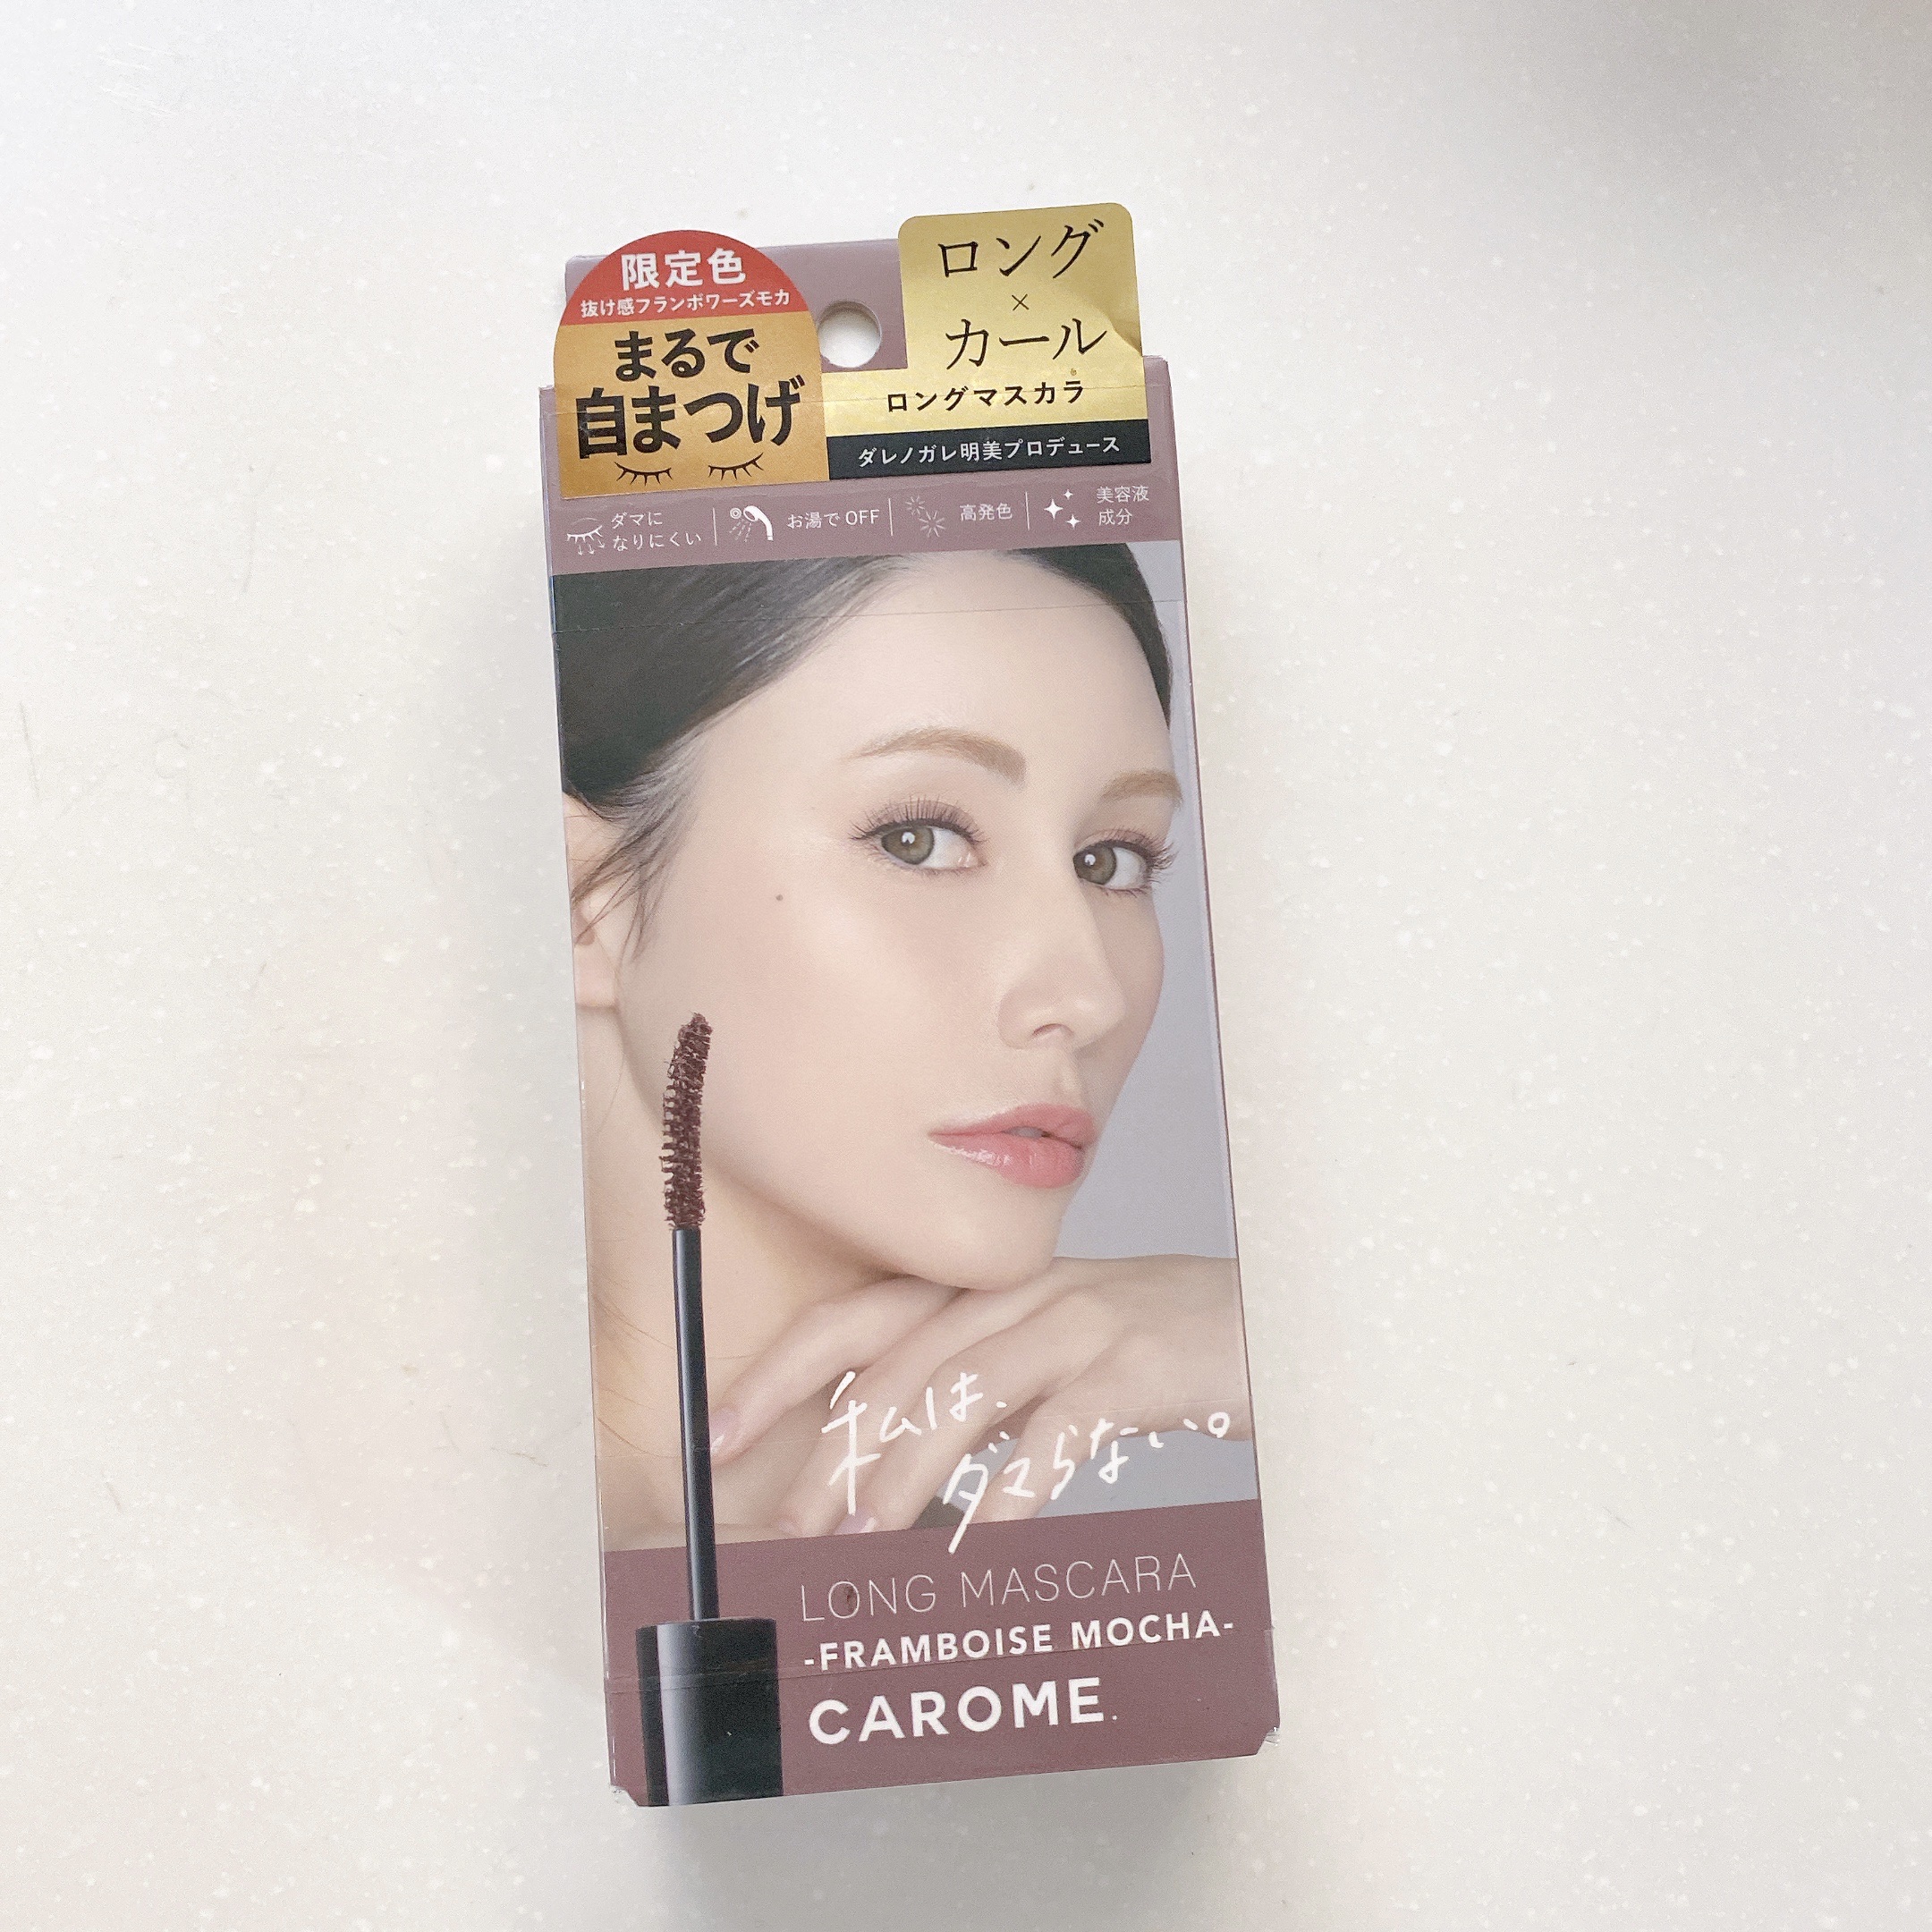 限定色
抜け感フランボワーズモカ
まるで
自まつげ
ロング
×
カール
ロングマスカラ
ダレノガレ明美プロデュース
ダマに
なりにくい
お湯でOFF
高発色
美容液
成分
私は、
ダマらない。
LONG MASCARA
-FRAMBOISE MOCHA-
CAROME.